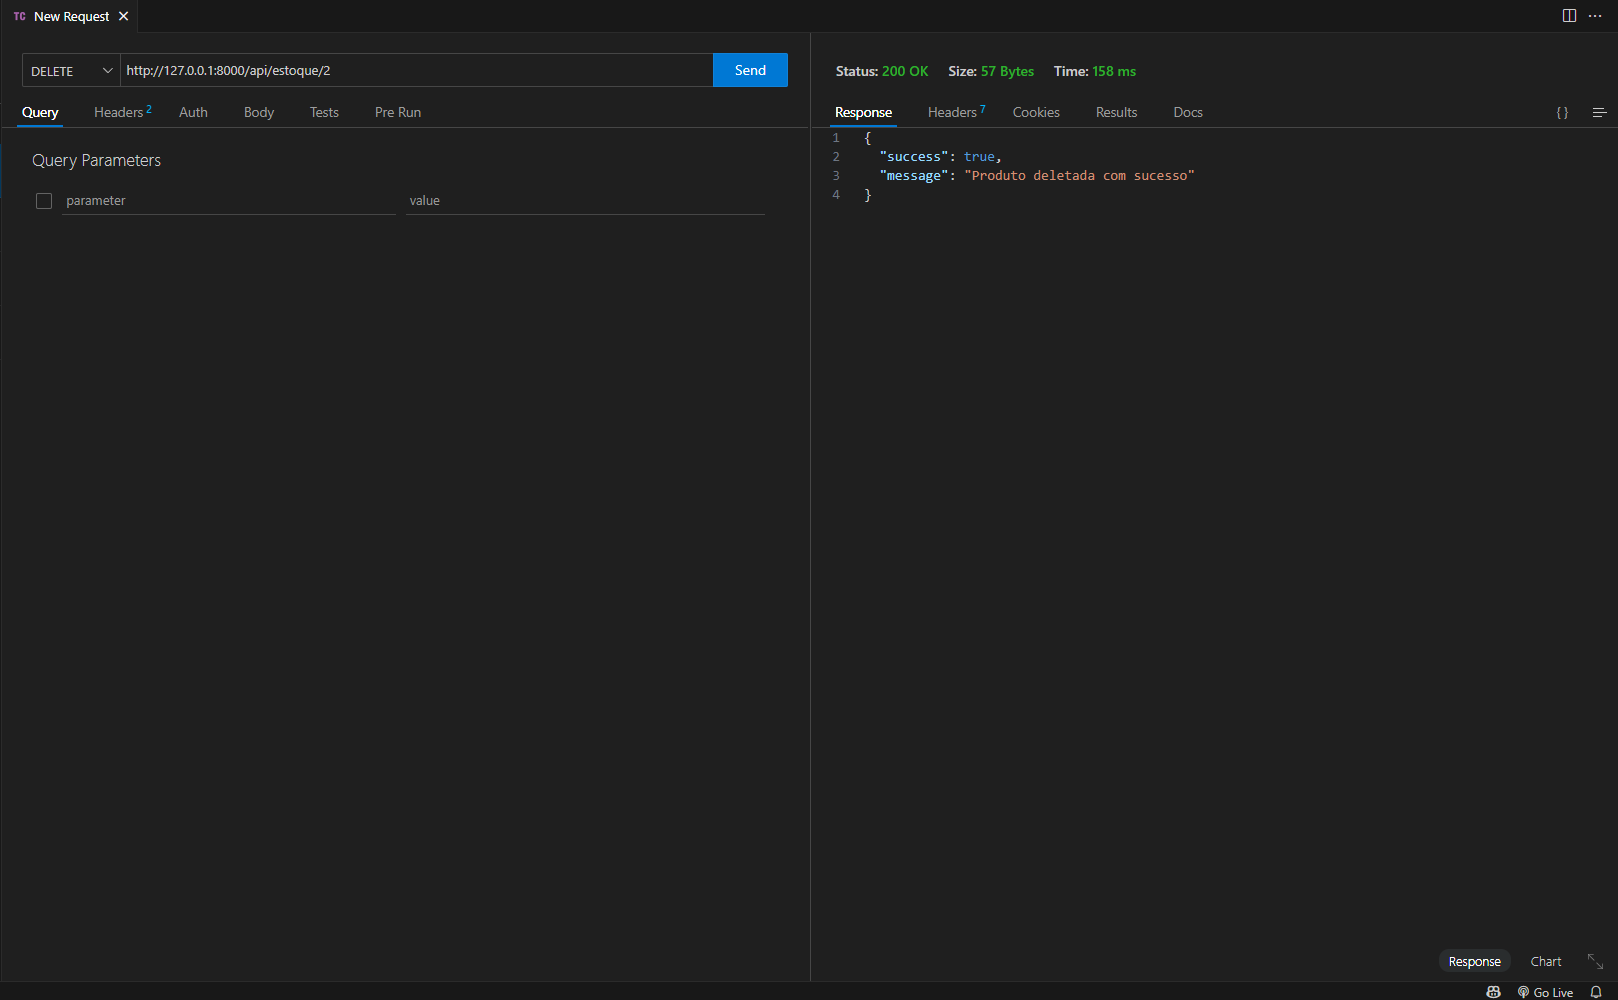 TC New Request
DELETE http://127.0.0.1:8000/api/estoque/2 Send
Query Headers 2 Auth Body Tests Pre Run
Query Parameters
parameter value
Status: 200 OK Size: 57 Bytes Time: 158 ms
Response Headers 7 Cookies Results Docs { }
1 {
2 "success": true,
3 "message": "Produto deletada com sucesso"
4 }
Response Chart
Go Live